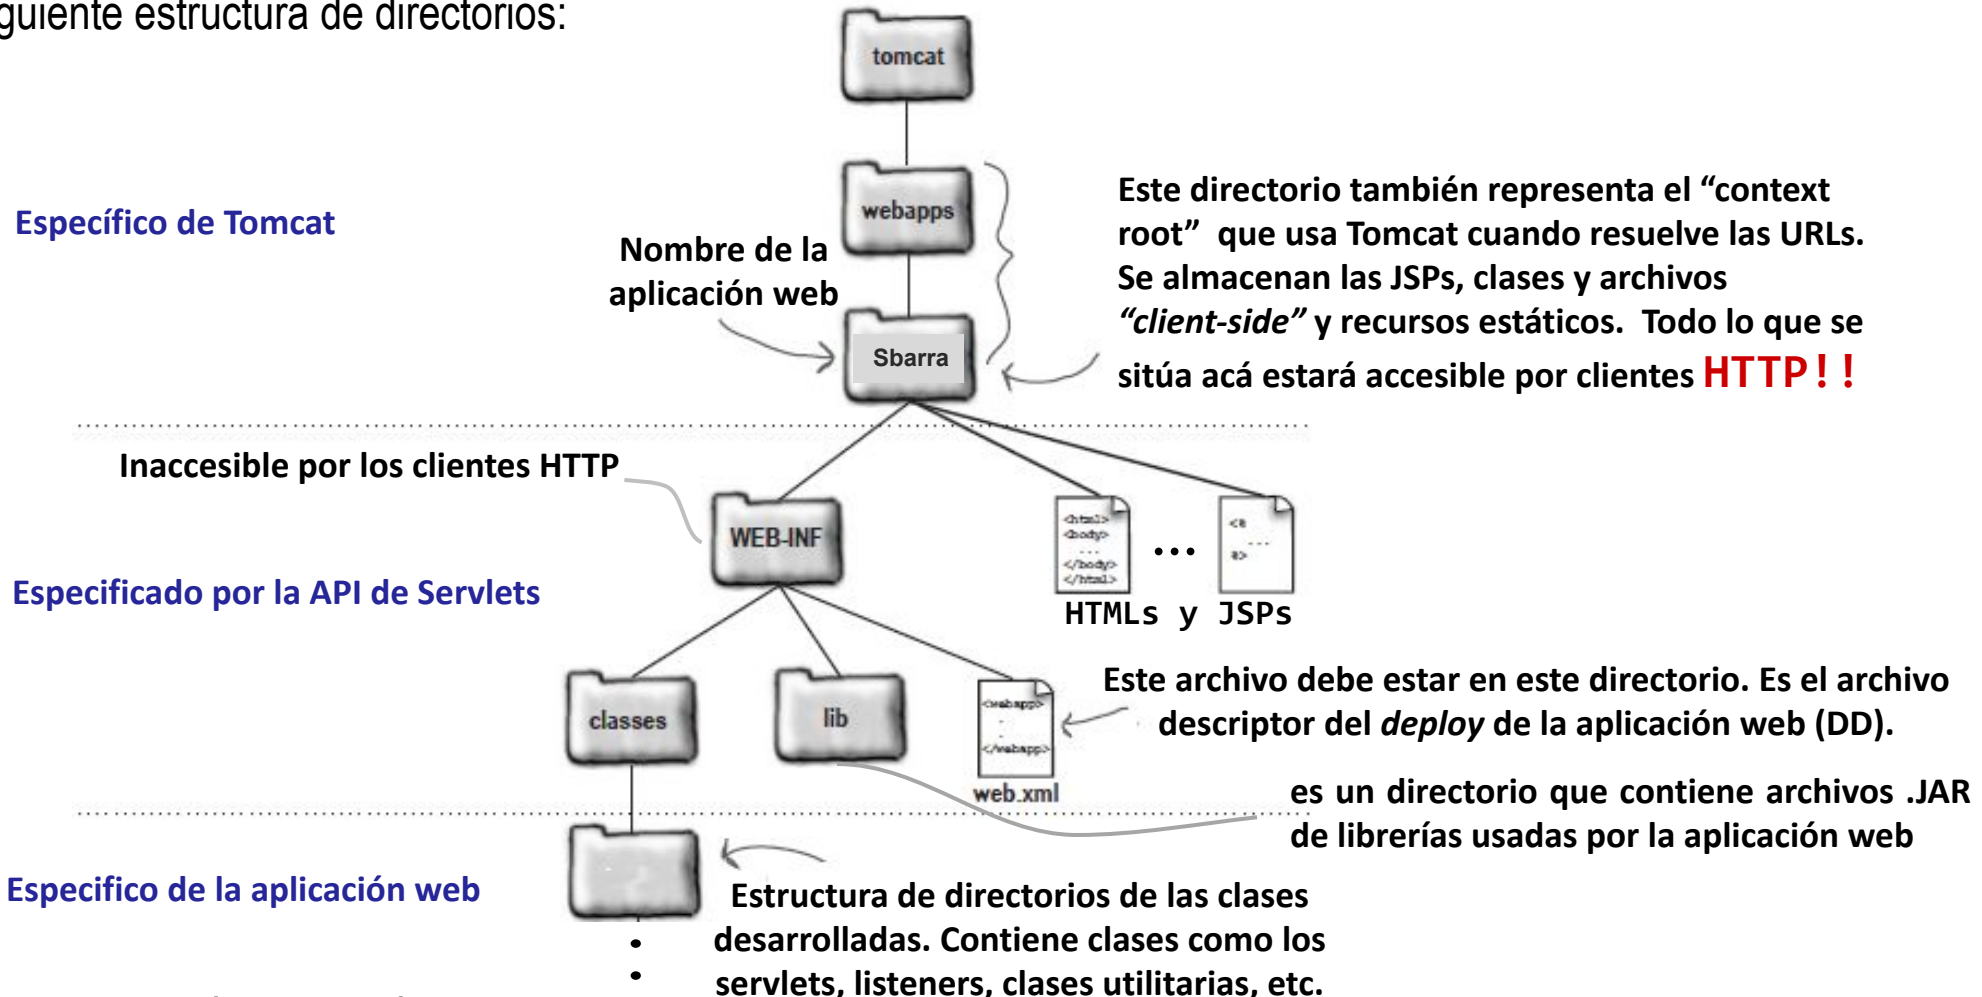 guiente estructura de directorios:
tomcat
webapps
Específico de Tomcat
Nombre de la
aplicación web
Sbarra
Este directorio también representa el “context
root” que usa Tomcat cuando resuelve las URLs.
Se almacenan las JSPs, clases y archivos
“client-side” y recursos estáticos. Todo lo que se
sitúa acá estará accesible por clientes HTTP!!
Inaccesible por los clientes HTTP
WEB-INF
<html>
<body>
...
</body>
</html>
...
<%
...
%>
HTMLs y JSPs
Especificado por la API de Servlets
classes
lib
<webapp>
.
.
</webapp>
web.xml
Este archivo debe estar en este directorio. Es el archivo
descriptor del deploy de la aplicación web (DD).
es un directorio que contiene archivos .JAR
de librerías usadas por la aplicación web
Especifico de la aplicación web
Estructura de directorios de las clases
desarrolladas. Contiene clases como los
servlets, listeners, clases utilitarias, etc.